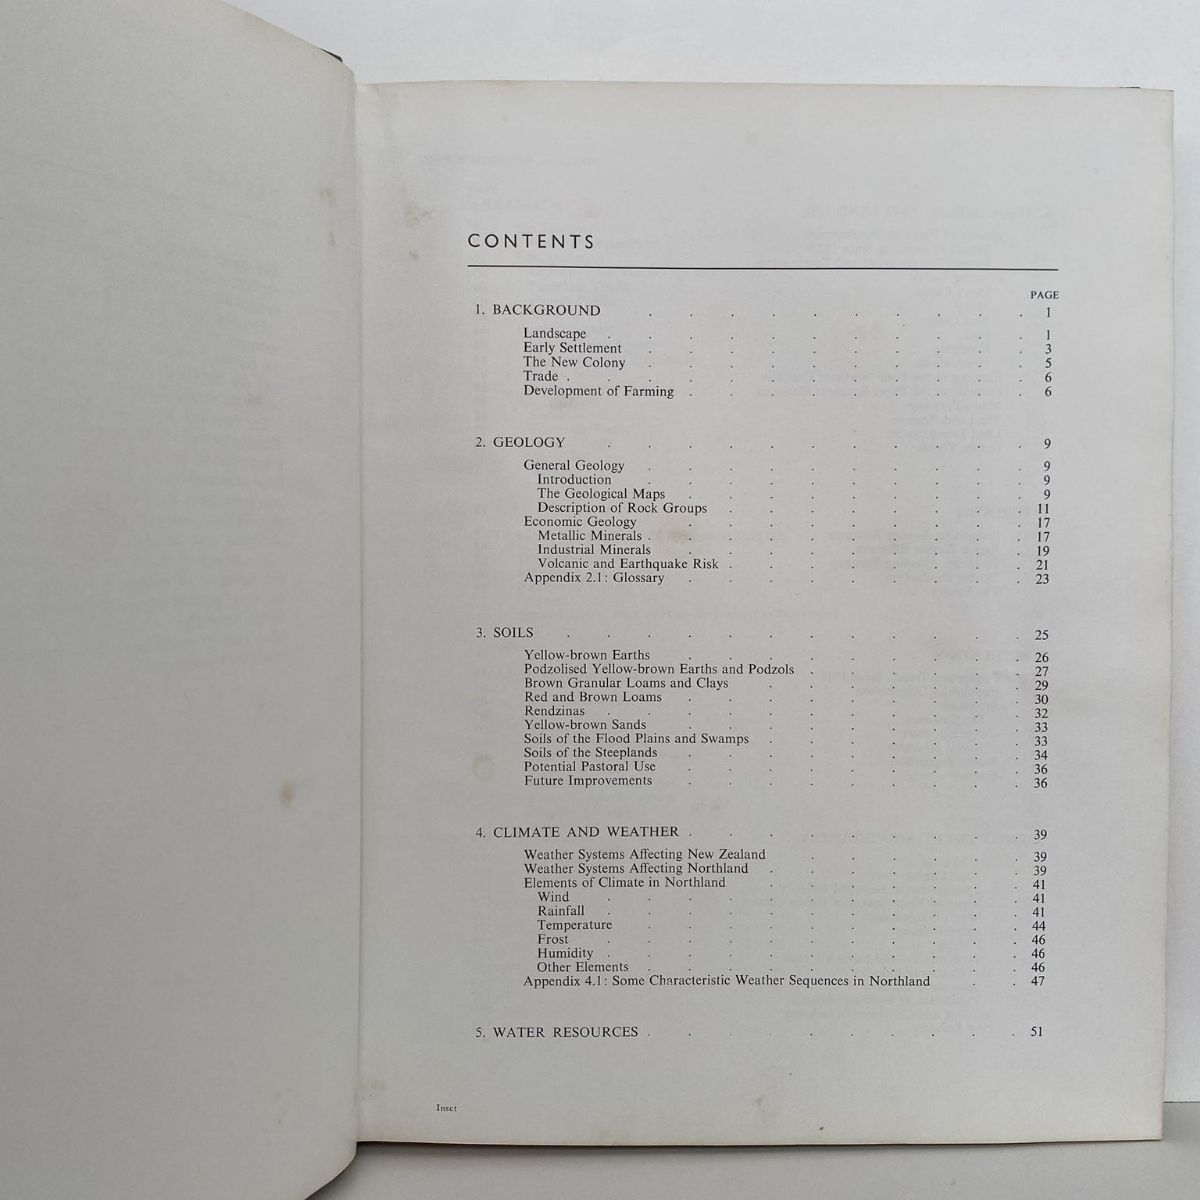 CONTENTS
PAGE
1. BACKGROUND . . . . . . . . . . 1
Landscape . . . . . . . . . . . 1
Early Settlement . . . . . . . . . . 3
The New Colony . . . . . . . . . . 5
Trade . . . . . . . . . . . . 6
Development of Farming . . . . . . . . . 6
2. GEOLOGY . . . . . . . . . . . 9
General Geology . . . . . . . . . . 9
Introduction . . . . . . . . . . 9
The Geological Maps . . . . . . . . . 9
Description of Rock Groups . . . . . . . . 11
Economic Geology . . . . . . . . . 17
Metallic Minerals . . . . . . . . . . 17
Industrial Minerals . . . . . . . . . 19
Volcanic and Earthquake Risk . . . . . . . . 21
Appendix 2.1: Glossary . . . . . . . . . 23
3. SOILS . . . . . . . . . . . . 25
Yellow-brown Earths . . . . . . . . . 26
Podzolised Yellow-brown Earths and Podzols . . . . . . 27
Brown Granular Loams and Clays . . . . . . . 29
Red and Brown Loams . . . . . . . . . 30
Rendzinas . . . . . . . . . . . 32
Yellow-brown Sands . . . . . . . . . 33
Soils of the Flood Plains and Swamps . . . . . . . 33
Soils of the Steeplands . . . . . . . . . 34
Potential Pastoral Use . . . . . . . . . 36
Future Improvements . . . . . . . . . 36
4. CLIMATE AND WEATHER . . . . . . . . . 39
Weather Systems Affecting New Zealand . . . . . . 39
Weather Systems Affecting Northland . . . . . . . 39
Elements of Climate in Northland . . . . . . . 41
Wind . . . . . . . . . . . 41
Rainfall . . . . . . . . . . . 41
Temperature . . . . . . . . . . 44
Frost . . . . . . . . . . . 46
Humidity . . . . . . . . . . . 46
Other Elements . . . . . . . . . . 46
Appendix 4.1: Some Characteristic Weather Sequences in Northland . . 47
5. WATER RESOURCES . . . . . . . . . . 51
Inset